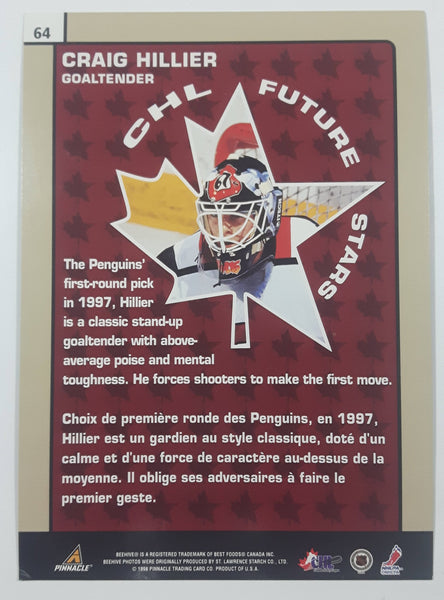 64
CRAIG HILLIER
GOALTENDER
CHL FUTURE STARS
67
The Penguins'
first-round pick
in 1997, Hillier
is a classic stand-up
goaltender with above-
average poise and mental
toughness. He forces shooters to make the first move.
Choix de première ronde des Penguins, en 1997,
Hillier est un gardien au style classique, doté d'un
calme et d'une force de caractère au-dessus de la
moyenne. Il oblige ses adversaires à faire le
premier geste.
PINNACLE
BEEHIVE® IS A REGISTERED TRADEMARK OF BEST FOODS® CANADA INC.
BEEHIVE PHOTOS WERE ORIGINALLY PRODUCED BY ST. LAWRENCE STARCH CO., LTD.
© 1998 PINNACLE TRADING CARD CO. PRODUCT OF U.S.A.
CHL